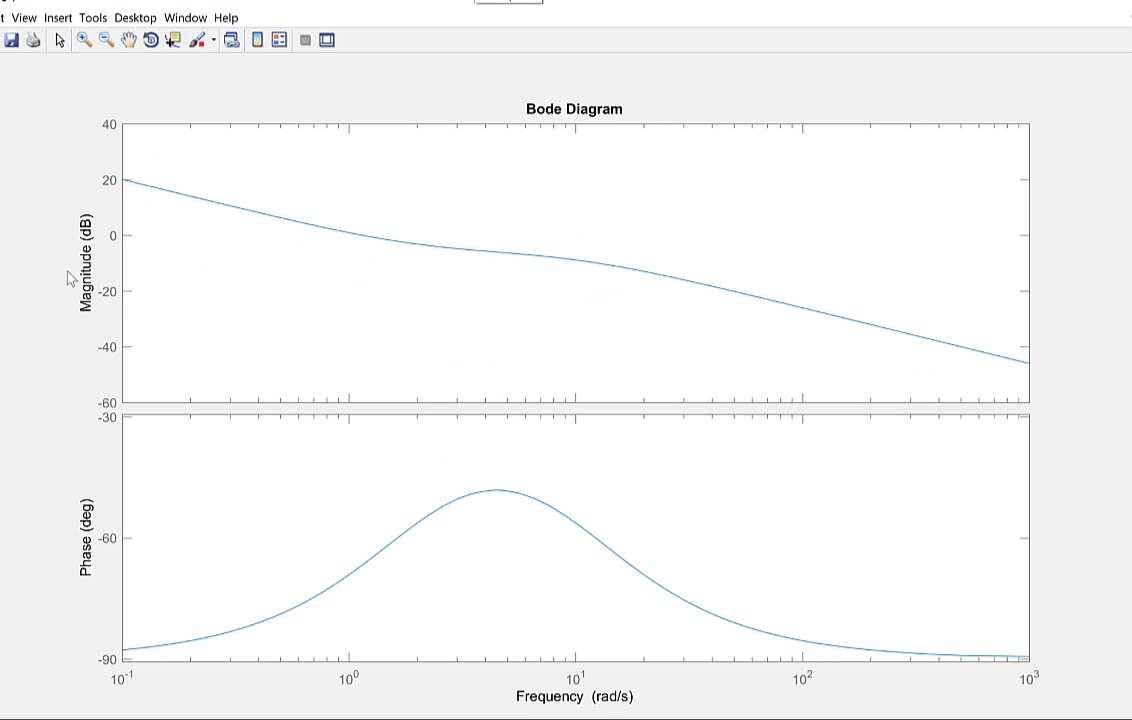 t View Insert Tools Desktop Window Help
Bode Diagram
40
20
0
-20
-40
-60
Magnitude (dB)
-30
-60
-90
Phase (deg)
10-1 100 101 102 103
Frequency (rad/s)